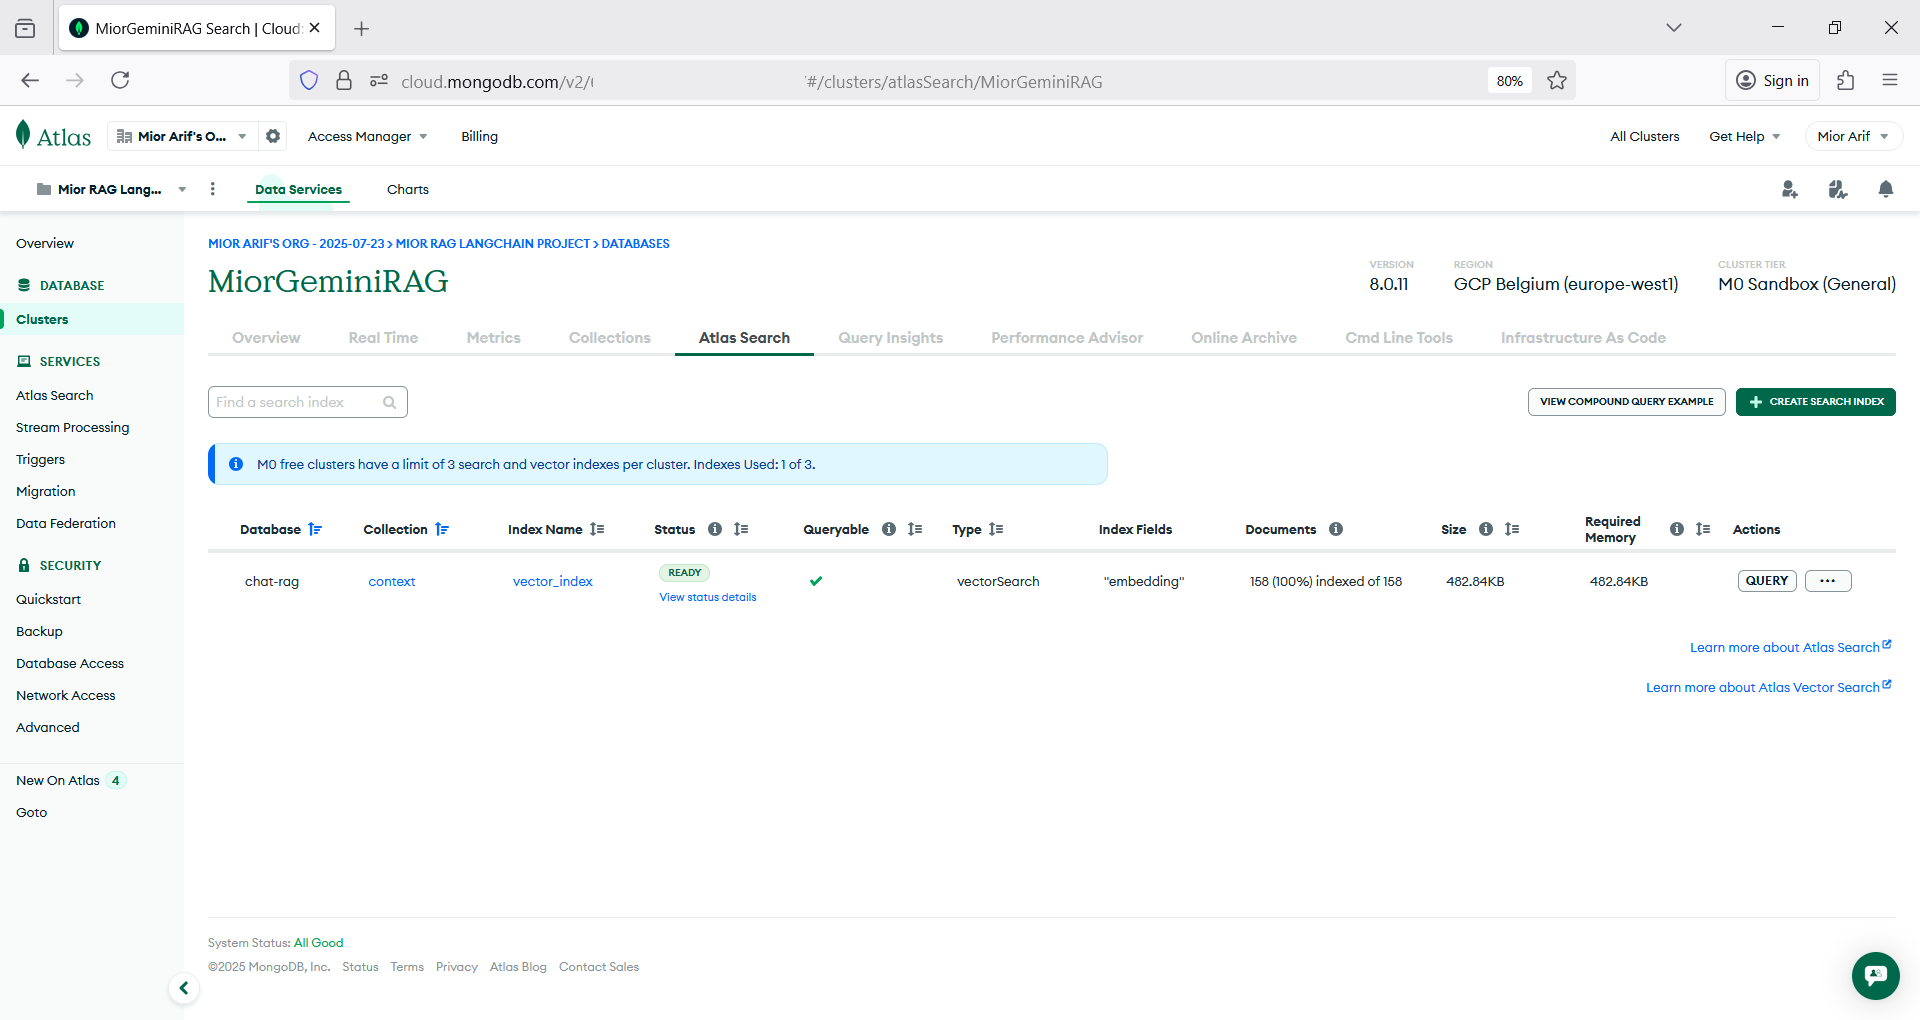 MiorGeminiRAG Search | Cloud:
cloud.mongodb.com/v2/ #/clusters/atlasSearch/MiorGeminiRAG 80% Sign in
Atlas Mior Arif's O... Access Manager Billing All Clusters Get Help Mior Arif
Mior RAG Lang... Data Services Charts
Overview
DATABASE
Clusters
SERVICES
Atlas Search
Stream Processing
Triggers
Migration
Data Federation
SECURITY
Quickstart
Backup
Database Access
Network Access
Advanced
New On Atlas 4
Goto
MIOR ARIF'S ORG - 2025-07-23 > MIOR RAG LANGCHAIN PROJECT > DATABASES
MiorGeminiRAG
VERSION REGION CLUSTER TIER
8.0.11 GCP Belgium (europe-west1) M0 Sandbox (General)
Overview Real Time Metrics Collections Atlas Search Query Insights Performance Advisor Online Archive Cmd Line Tools Infrastructure As Code
Find a search index VIEW COMPOUND QUERY EXAMPLE CREATE SEARCH INDEX
M0 free clusters have a limit of 3 search and vector indexes per cluster. Indexes Used: 1 of 3.
Database Collection Index Name Status Queryable Type Index Fields Documents Size Required Memory Actions
chat-rag context vector_index READY vectorSearch "embedding" 158 (100%) indexed of 158 482.84KB 482.84KB QUERY
View status details
Learn more about Atlas Search
Learn more about Atlas Vector Search
System Status: All Good
©2025 MongoDB, Inc. Status Terms Privacy Atlas Blog Contact Sales